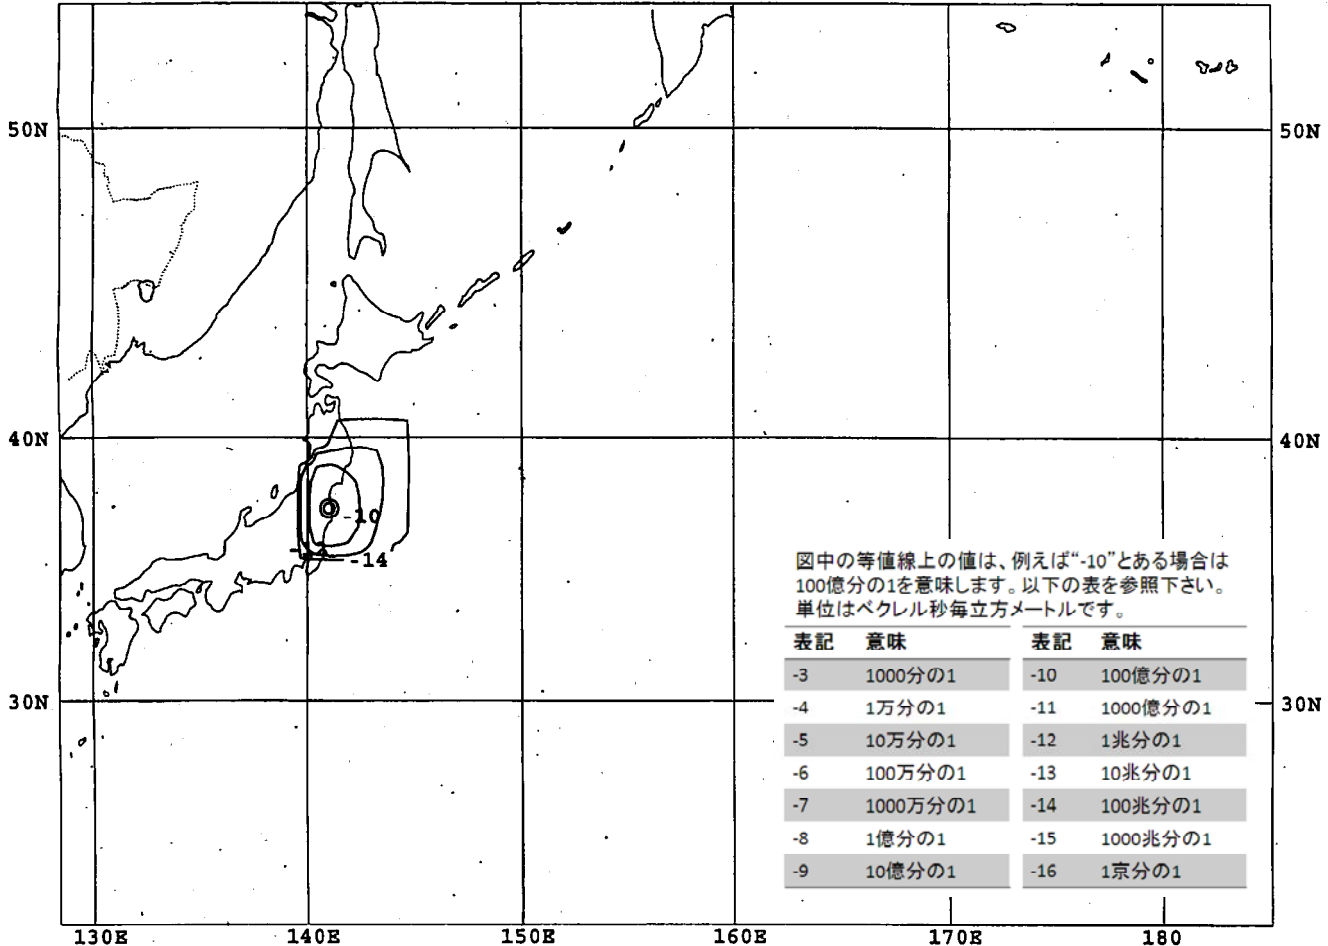 50N
50N
40N
40N
-10
-14
図中の等値線上の値は、例えば“-10”とある場合は
100億分の1を意味します。以下の表を参照下さい。
単位はベクレル秒毎立方メートルです。
表記 意味 表記 意味
-3 1000分の1 -10 100億分の1
30N
-4 1万分の1 -11 1000億分の1
30N
-5 10万分の1 -12 1兆分の1
-6 100万分の1 -13 10兆分の1
-7 1000万分の1 -14 100兆分の1
-8 1億分の1 -15 1000兆分の1
-9 10億分の1 -16 1京分の1
130E 140E 150E 160E 170E 180